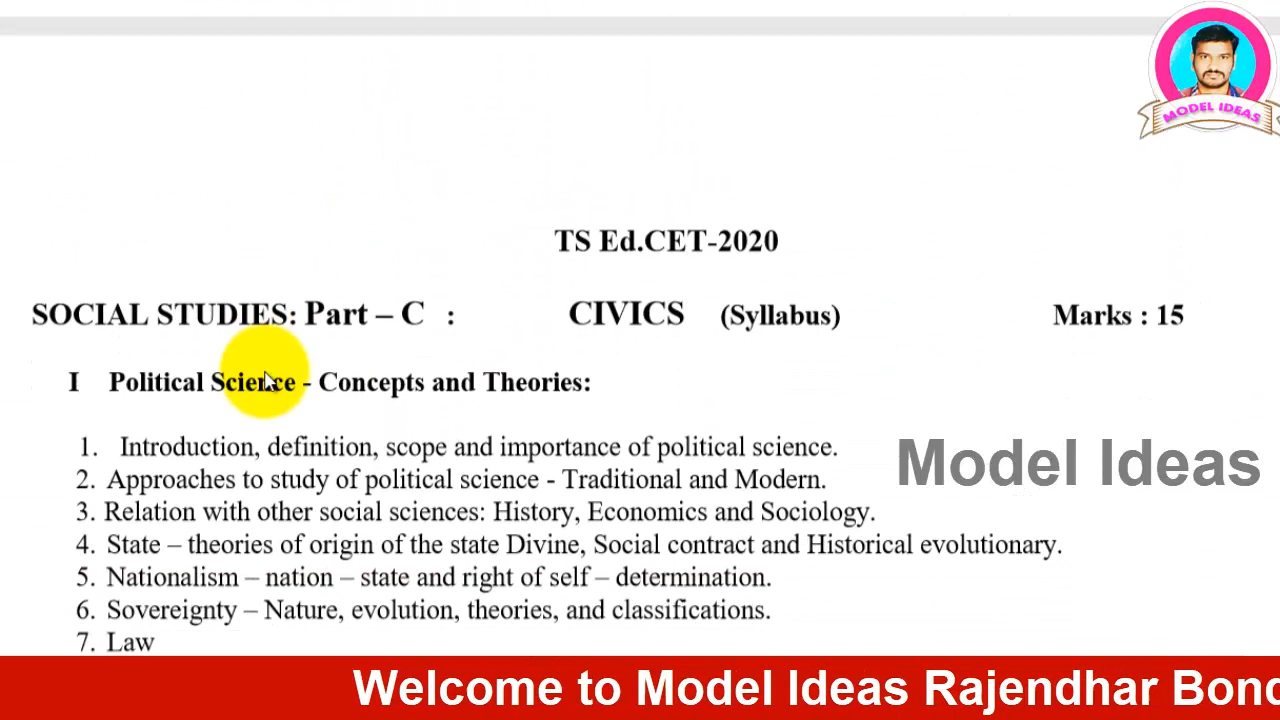 MODEL IDEAS
TS Ed.CET-2020
SOCIAL STUDIES: Part – C : CIVICS (Syllabus) Marks : 15
I Political Science - Concepts and Theories:
1. Introduction, definition, scope and importance of political science.
2. Approaches to study of political science - Traditional and Modern.
3. Relation with other social sciences: History, Economics and Sociology.
4. State – theories of origin of the state Divine, Social contract and Historical evolutionary.
5. Nationalism – nation – state and right of self – determination.
6. Sovereignty – Nature, evolution, theories, and classifications.
7. Law
Model Ideas
Welcome to Model Ideas Rajendhar